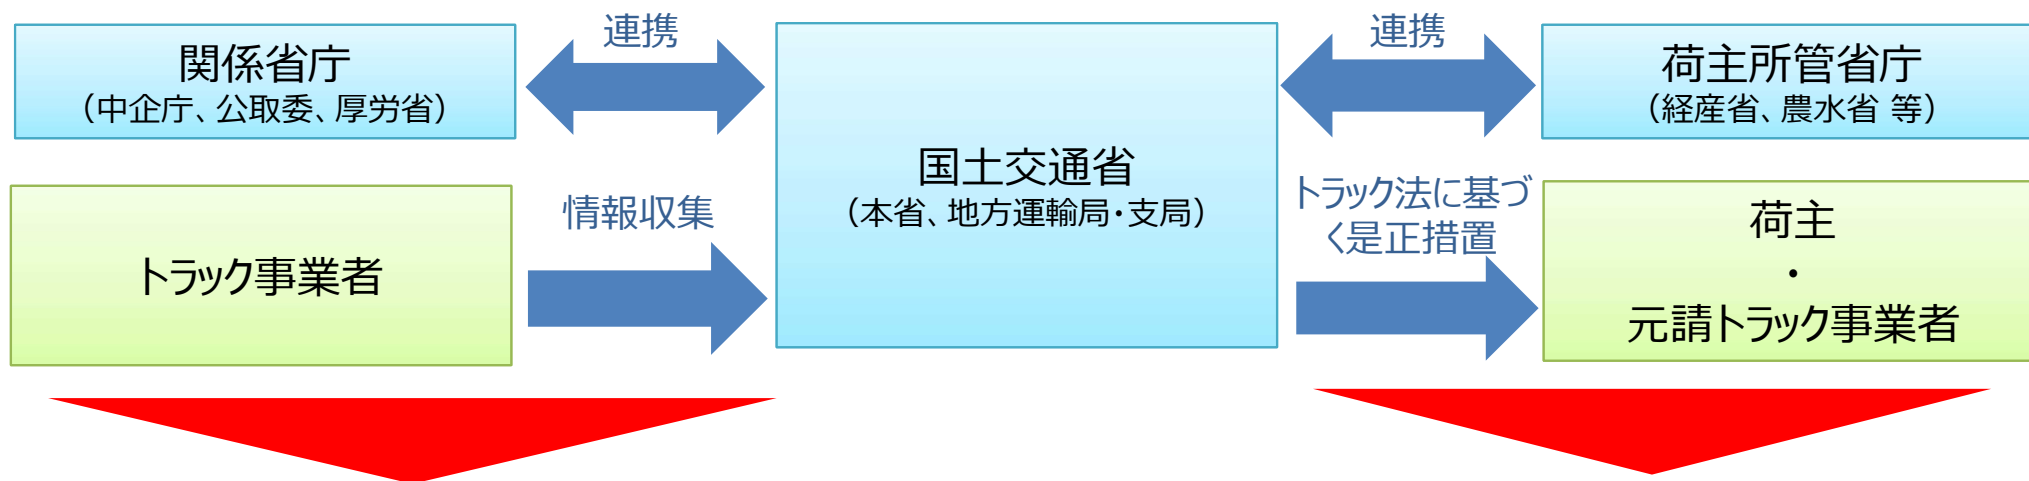 連携
関係省庁
（中企庁、公取委、厚労省）
国土交通省
（本省、地方運輸局・支局）
連携
荷主所管省庁
（経産省、農水省 等）
トラック事業者
情報収集
トラック法に基づ
く是正措置
荷主
・
元請トラック事業者